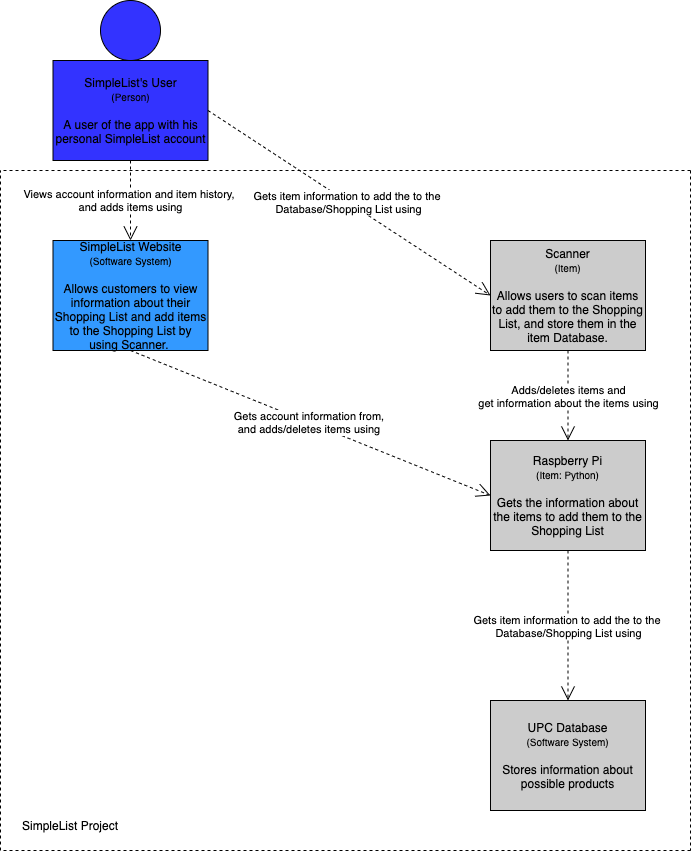 SimpleList's User
(Person)
A user of the app with his
personal SimpleList account
Views account information and item history,
and adds items using
Gets item information to add the to the
Database/Shopping List using
SimpleList Website
(Software System)
Allows customers to view
information about their
Shopping List and add items
to the Shopping List by
using Scanner.
Scanner
(Item)
Allows users to scan items
to add them to the Shopping
List, and store them in the
item Database.
Adds/deletes items and
get information about the items using
Gets account information from,
and adds/deletes items using
Raspberry Pi
(Item: Python)
Gets the information about
the items to add them to the
Shopping List
Gets item information to add the to the
Database/Shopping List using
UPC Database
(Software System)
Stores information about
possible products
SimpleList Project